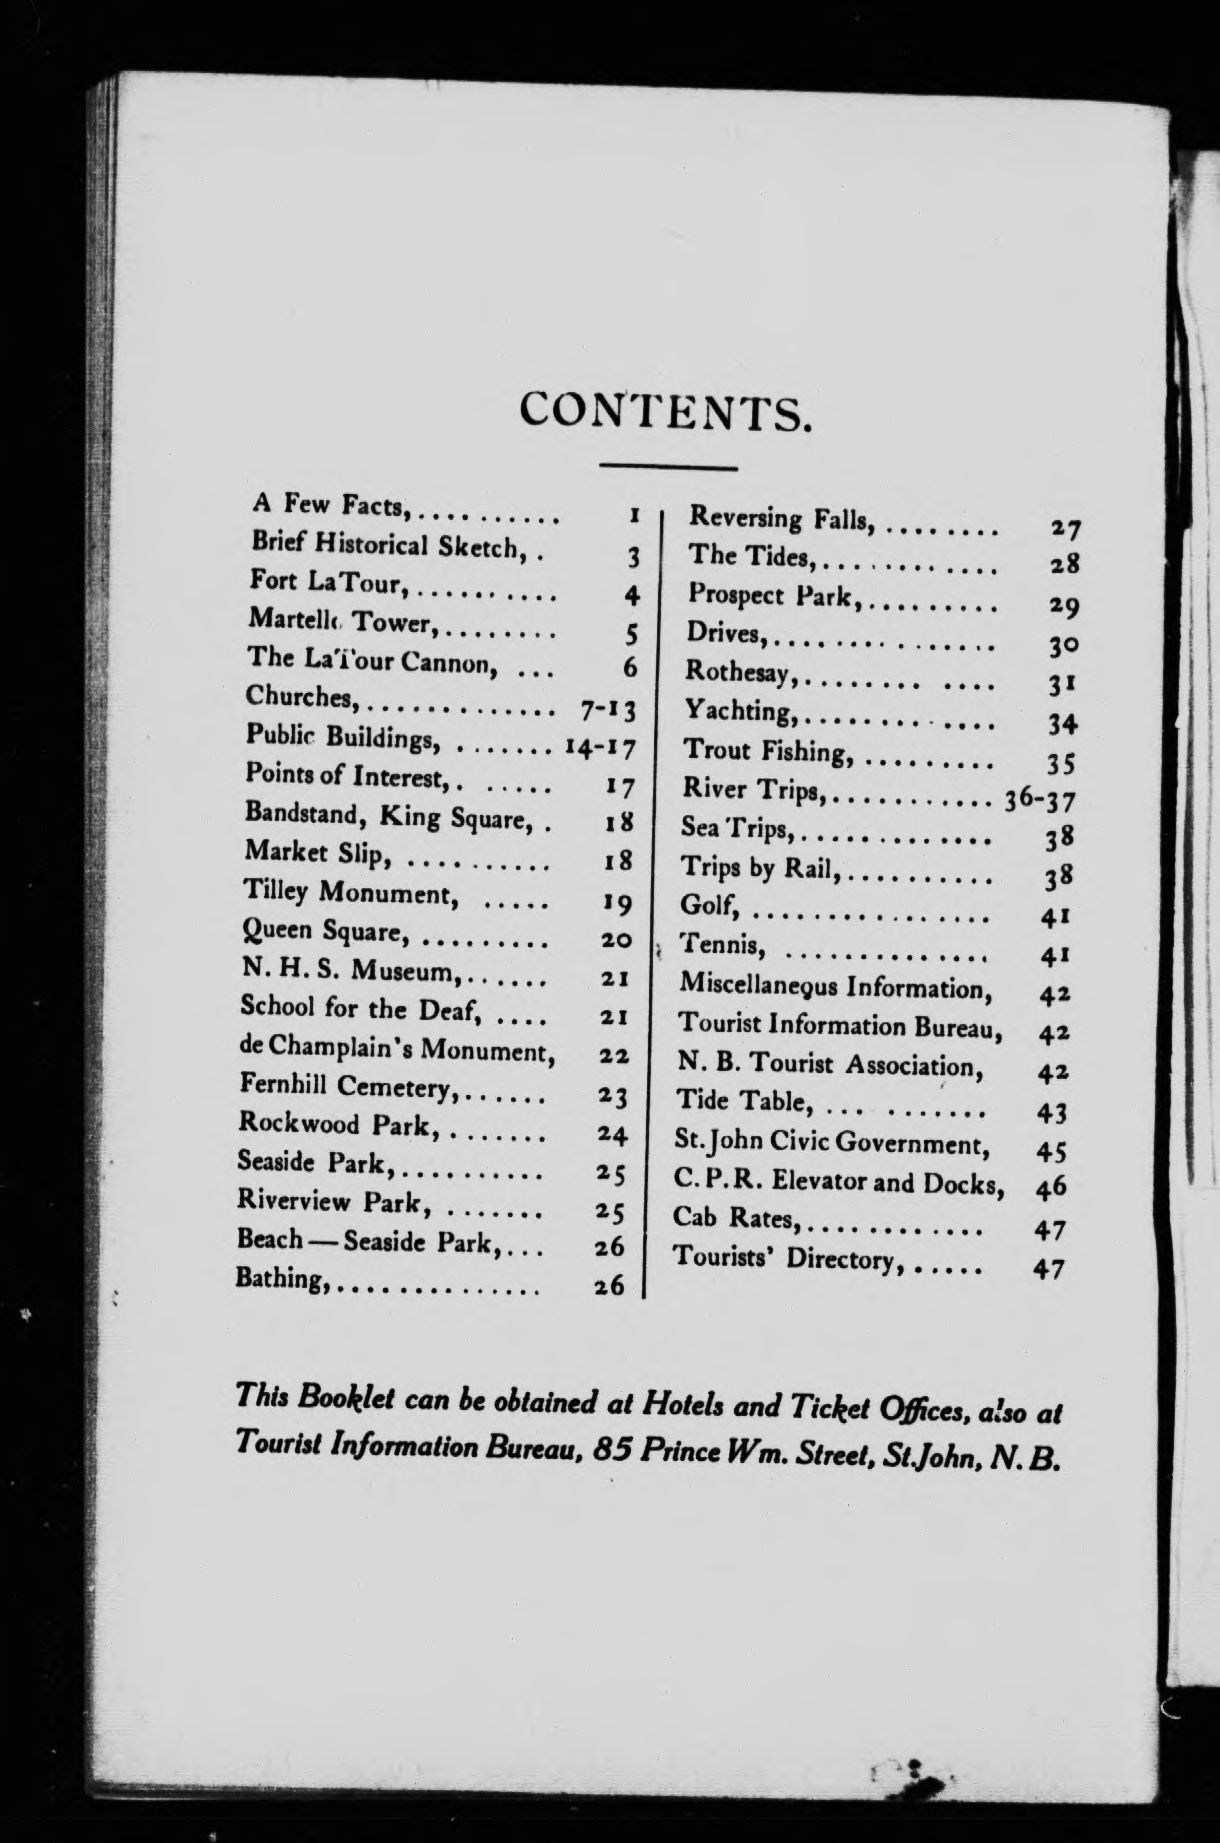 CONTENTS.
A Few Facts, .......... 1
Brief Historical Sketch, . 3
Fort LaTour, .......... 4
Martello Tower, ........ 5
The LaTour Cannon, ... 6
Churches, ............. 7-13
Public Buildings, ....... 14-17
Points of Interest, . ..... 17
Bandstand, King Square, . 18
Market Slip, .......... 18
Tilley Monument, ..... 19
Queen Square, ......... 20
N. H. S. Museum, ...... 21
School for the Deaf, .... 21
de Champlain's Monument, 22
Fernhill Cemetery, ...... 23
Rockwood Park, ....... 24
Seaside Park, .......... 25
Riverview Park, ....... 25
Beach — Seaside Park, ... 26
Bathing, .............. 26
Reversing Falls, ........ 27
The Tides, ............ 28
Prospect Park, ......... 29
Drives, ............... 30
Rothesay, ........ .... 31
Yachting, ............. 34
Trout Fishing, ......... 35
River Trips, ........... 36-37
Sea Trips, ............. 38
Trips by Rail, .......... 38
Golf, ................ 41
Tennis, .............. 41
Miscellaneous Information, 42
Tourist Information Bureau, 42
N. B. Tourist Association, 42
Tide Table, ... ....... 43
St. John Civic Government, 45
C. P. R. Elevator and Docks, 46
Cab Rates, ............ 47
Tourists' Directory, ..... 47
This Booklet can be obtained at Hotels and Ticket Offices, also at
Tourist Information Bureau, 85 Prince Wm. Street, St. John, N. B.